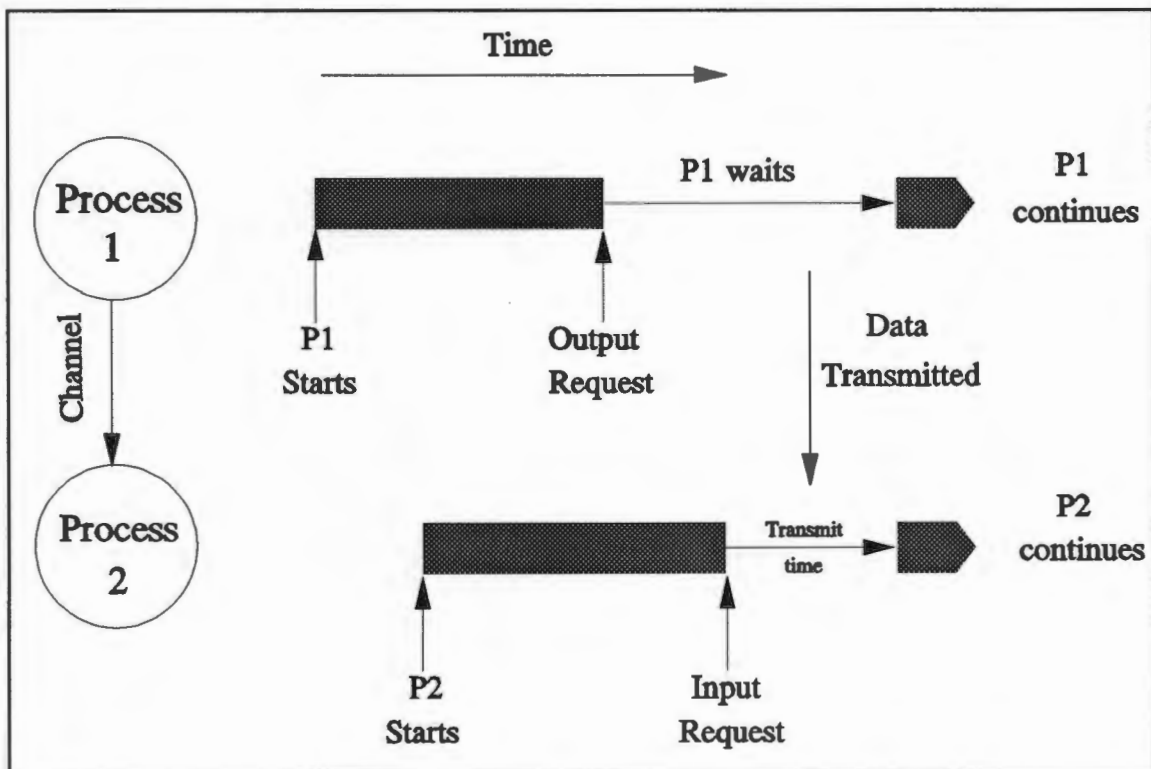 Time
Process
1
P1 waits
P1
continues
P1
Starts
Output
Request
Channel
Data
Transmitted
Process
2
Transmit
time
P2
continues
P2
Starts
Input
Request